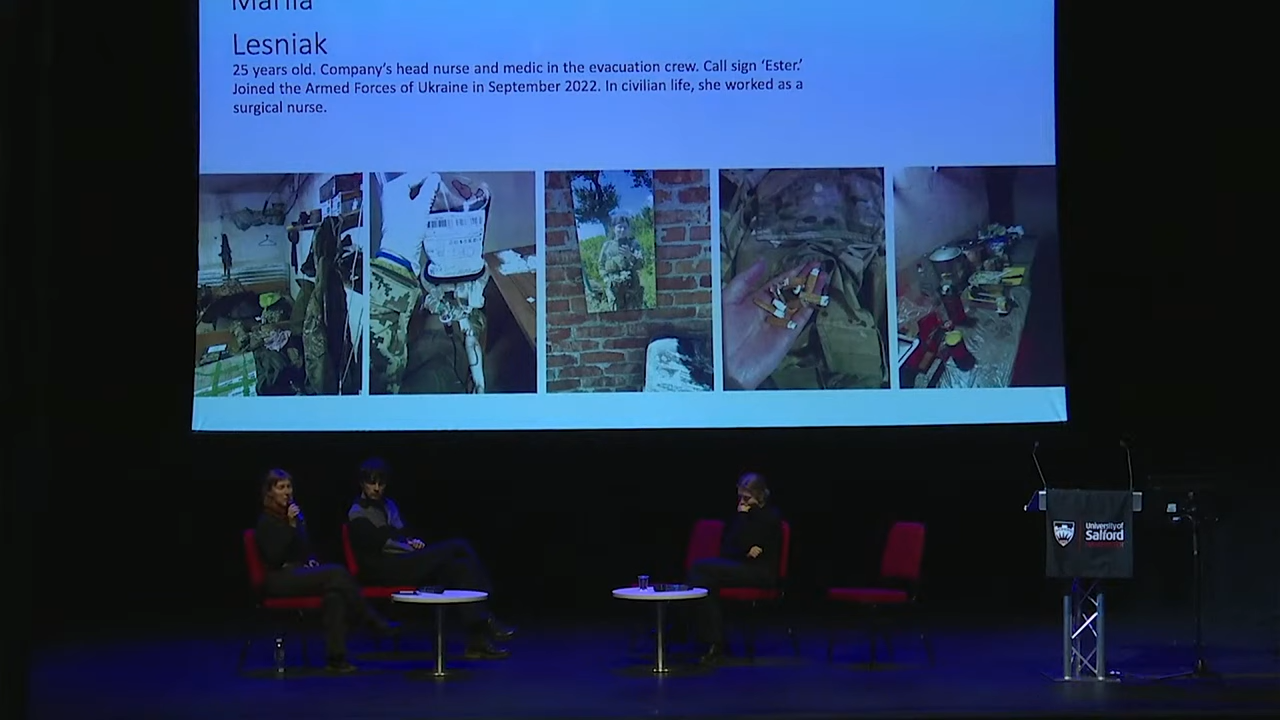 Mariia
Lesniak
25 years old. Company's head nurse and medic in the evacuation crew. Call sign ‘Ester.’
Joined the Armed Forces of Ukraine in September 2022. In civilian life, she worked as a
surgical nurse.
University of
Salford